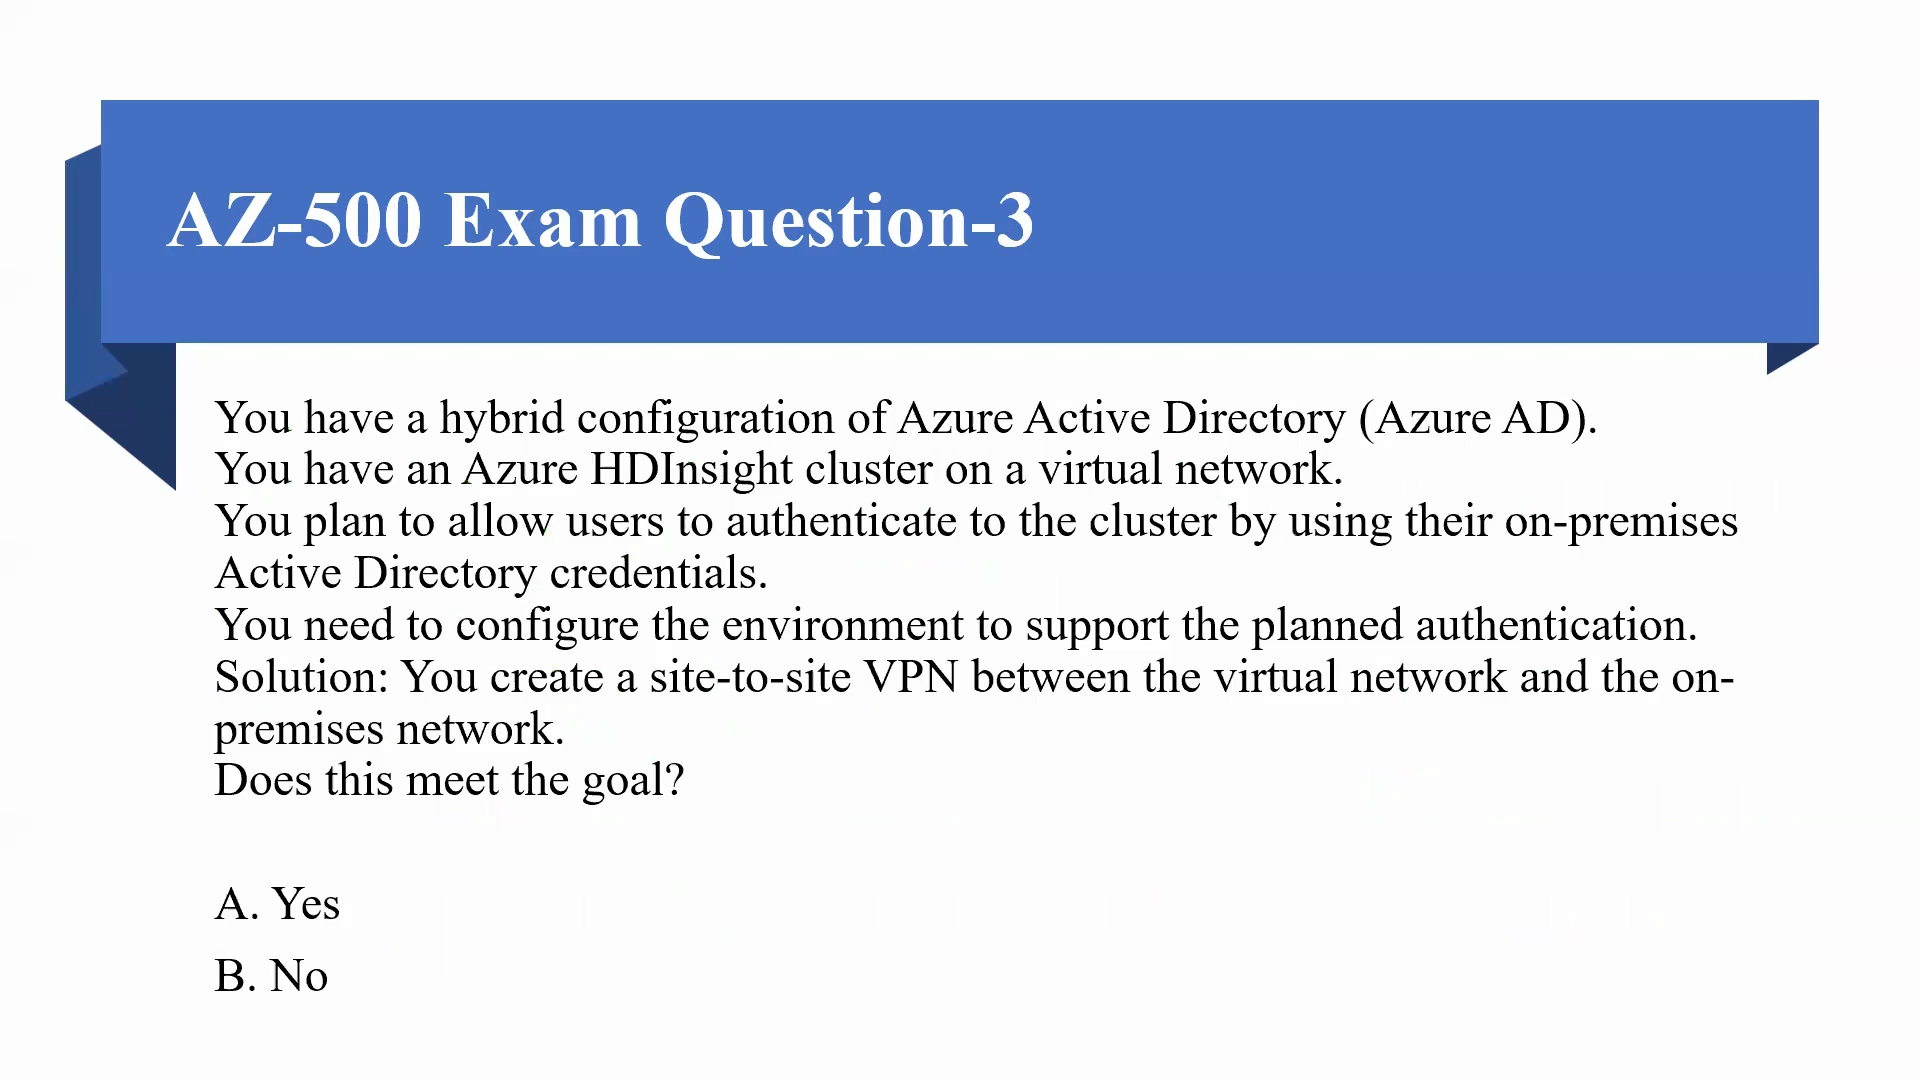 AZ-500 Exam Question-3
You have a hybrid configuration of Azure Active Directory (Azure AD).
You have an Azure HDInsight cluster on a virtual network.
You plan to allow users to authenticate to the cluster by using their on-premises
Active Directory credentials.
You need to configure the environment to support the planned authentication.
Solution: You create a site-to-site VPN between the virtual network and the on-
premises network.
Does this meet the goal?
A. Yes
B. No